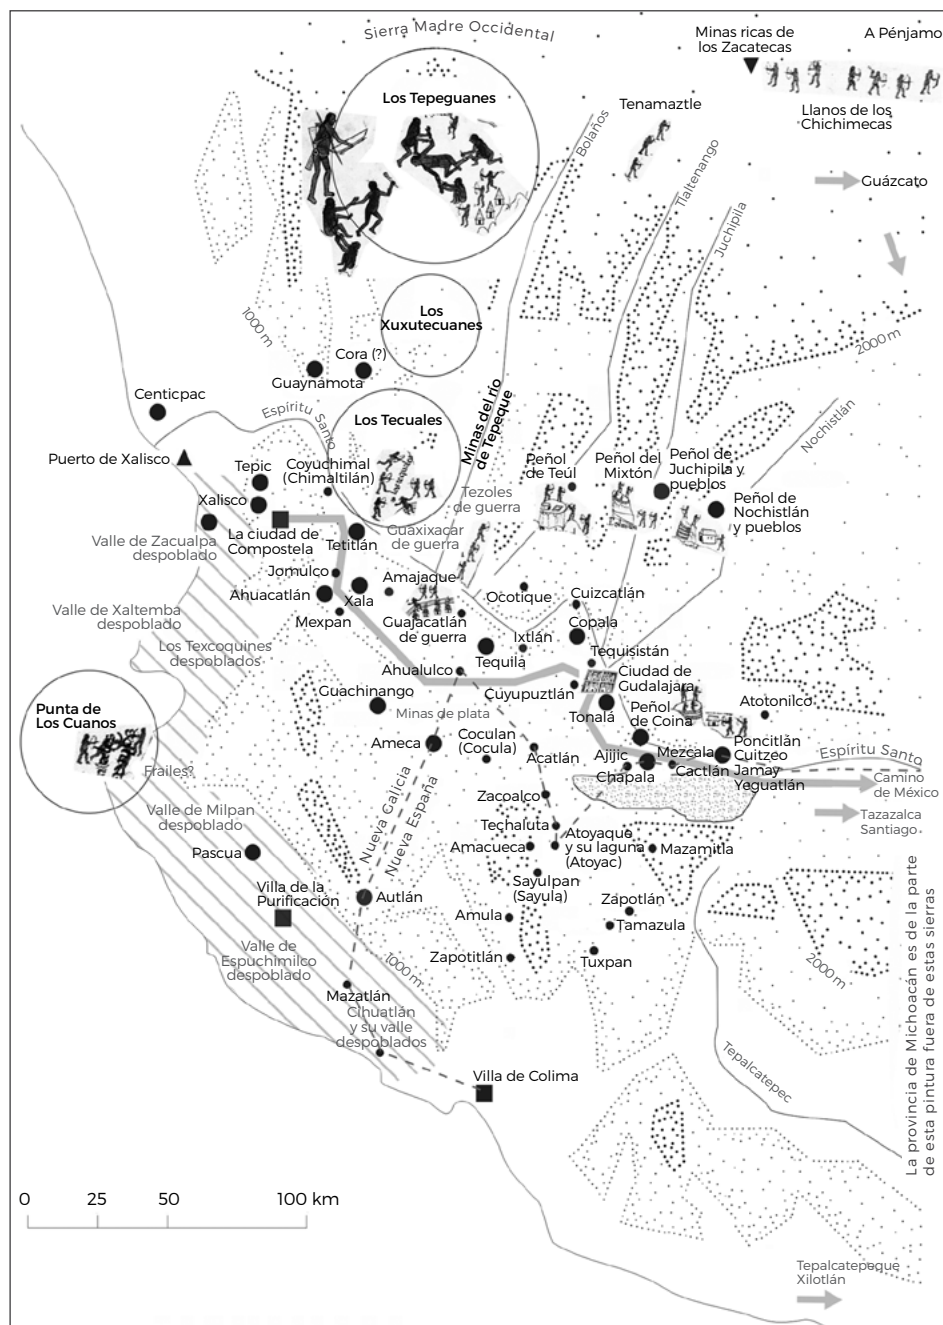 Sierra Madre Occidental
Minas ricas de
los Zacatecas
A Pénjamo
Los Tepeguanes
Tenamaztle
Llanos de los
Chichimecas
Bolaños
Tlaltenango
Guázcato
Juchipila
1000 m
Los
Xuxutecuanes
2000 m
Cora (?)
Guaynamota
Centicpac
Espíritu Santo
Los Tecuales
Minas del río
de Tepeque
Nochistlán
Puerto de Xalisco
Tepic
Coyuchimal
(Chimaltilán)
Peñol
de Teúl
Peñol del
Mixtón
Peñol de
Juchipila y
pueblos
Xalisco
Tezoles
de guerra
Peñol de
Nochistlán
y pueblos
Valle de Zacualpa
despoblado
La ciudad de
Compostela
Tetitlán
Guaxixacar
de guerra
Jomulco
Amajaque
Ahuacatlán
Xala
Ocotique
Cuizcatlán
Valle de Xaltemba
despoblado
Mexpan
Guajacatlán
de guerra
Copala
Los Texcoquines
despoblados
Ixtlán
Tequila
Tequisistán
Ahualulco
Ciudad de
Gudalajara
Guachinango
Cuyupuztlán
Punta de
Los Cuanos
Minas de plata
Tonalá
Peñol
de Coina
Atotonilco
Ameca
Coculan
(Cocula)
Acatlán
Ajijic
Mezcala
Poncitlán
Cuitzeo
Espíritu Santo
Frailes?
Chapala
Cactlán
Jamay
Yeguatlán
Camino
de México
Nueva Galicia
Nueva España
Zacoalco
Valle de Milpan
despoblado
Techaluta
Tazazalca
Santiago
Pascua
Amacueca
Atoyaque
y su laguna
(Atoyac)
Mazamitla
Villa de la
Purificación
Autlán
Sayulpan
(Sayula)
Zapotlán
Amula
Tamazula
Valle de
Espuchimilco
despoblado
1000 m
Zapotitlán
Tuxpan
2000 m
Mazatlán
Cihuatlán
y su valle
despoblados
Villa de Colima
Tepalcatepec
La provincia de Michoacán es de la parte
de esta pintura fuera de estas sierras
0 25 50 100 km
Tepalcatepeque
Xilotlán